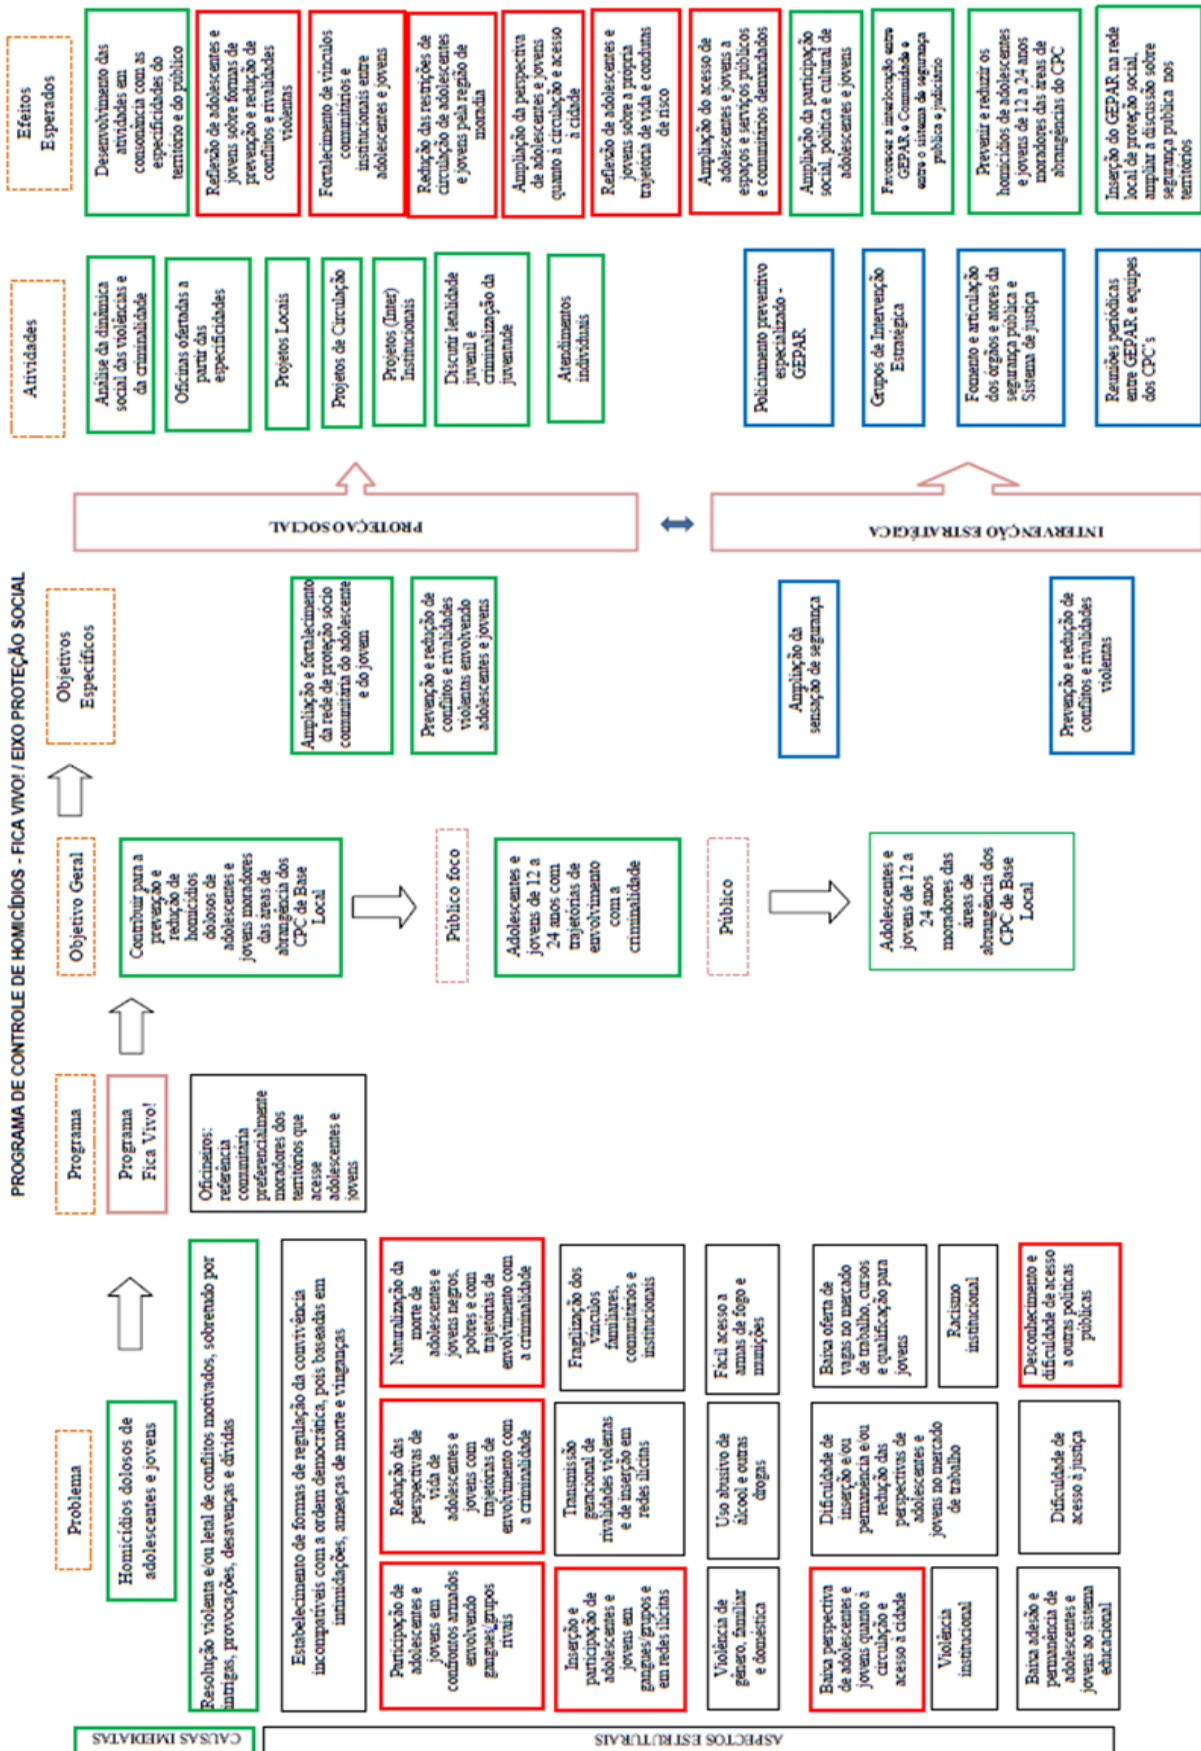 PROGRAMA DE CONTROLE DE HOMICÍDIOS - FICA VIVO! / EIXO PROTEÇÃO SOCIAL
Problema
Homicídios dolosos de
adolescentes e jovens
CAUSAS IMEDIATAS
Resolução violenta e/ou letal de conflitos motivados, sobretudo por
intrigas, provocações, desavenças e dívidas
ASPECTOS ESTRUTURAIS
Estabelecimento de formas de regulação da convivência
incompatíveis com a ordem democrática, pois baseadas em
intimidações, ameaças de morte e vinganças
Participação de
adolescentes e
jovens em
confrontos armados
envolvendo
gangues/grupos
rivais
Redução das
perspectivas de
vida de
adolescentes e
jovens com
trajetórias de
envolvimento com
a criminalidade
Naturalização da
morte de
adolescentes e
jovens negros,
pobres e com
trajetórias de
envolvimento com
a criminalidade
Inserção e
participação de
adolescentes e
jovens em
gangues/grupos e
em redes ilícitas
Transmissão
geracional de
rivalidades violentas
e de inserção em
redes ilícitas
Fragilização dos
vínculos
familiares,
comunitários e
institucionais
Violência de
gênero, familiar
e doméstica
Uso abusivo de
álcool e outras
drogas
Fácil acesso a
armas de fogo e
munições
Baixa perspectiva
de adolescentes e
jovens quanto à
circulação e
acesso à cidade
Dificuldade de
inserção e/ou
permanência e/ou
redução das
perspectivas de
adolescentes e
jovens no mercado
de trabalho
Baixa oferta de
vagas no mercado
de trabalho, cursos
e qualificação para
jovens
Violência
institucional
Racismo
institucional
Baixa adesão e
permanência de
adolescentes e
jovens ao sistema
educacional
Dificuldade de
acesso à justiça
Desconhecimento e
dificuldade de acesso
a outras políticas
públicas
Programa
Programa
Fica Vivo!
Oficineiros:
referência
comunitária
preferencialmente
moradores dos
territórios que
acesse
adolescentes e
jovens
Objetivo Geral
Contribuir para a
prevenção e
redução de
homicídios
dolosos de
adolescentes e
jovens moradores
das áreas de
abrangência dos
CPC de Base
Local
Público foco
Adolescentes e
jovens de 12 a
24 anos com
trajetórias de
envolvimento
com a
criminalidade
Público
Adolescentes e
jovens de 12 a
24 anos
moradores das
áreas de
abrangência dos
CPC de Base
Local
Objetivos
Específicos
Ampliação e fortalecimento
da rede de proteção sócio
comunitária do adolescente
e do jovem
Prevenção e redução de
conflitos e rivalidades
violentas envolvendo
adolescentes e jovens
Ampliação da
sensação de segurança
Prevenção e redução de
conflitos e rivalidades
violentas
PROTEÇAO SOCIAL
INTERVENÇÃO ESTRATÉGICA
Atividades
Análise da dinâmica
social das violências e
da criminalidade
Oficinas ofertadas a
partir das
especificidades
Projetos Locais
Projetos de Circulação
Projetos (Inter)
Institucionais
Discutir letalidade
juvenil e
criminalização da
juventude
Atendimentos
individuais
Policiamento preventivo
especializado -
GEPAR
Grupos de Intervenção
Estratégica
Fomento e articulação
dos órgãos e atores da
segurança pública e
Sistema de justiça
Reuniões periódicas
entre GEPAR e equipes
dos CPC's
Efeitos
Esperados
Desenvolvimento das
atividades em
consonância com as
especificidades do
território e do público
Reflexão de adolescentes e
jovens sobre formas de
prevenção e redução de
conflitos e rivalidades
violentas
Fortalecimento de vínculos
comunitários e
institucionais entre
adolescentes e jovens
Redução das restrições de
circulação de adolescentes
e jovens pela região de
moradia
Ampliação da perspectiva
de adolescentes e jovens
quanto à circulação e acesso
à cidade
Reflexão de adolescentes e
jovens sobre a própria
trajetória de vida e condutas
de risco
Ampliação do acesso de
adolescentes e jovens a
espaços e serviços públicos
e comunitários demandados
Ampliação da participação
social, política e cultural de
adolescentes e jovens
Favorecer a interlocução entre
GEPAR e Comunidade e
entre o sistema de segurança
pública e judiciário
Prevenir e reduzir os
homicídios de adolescentes
e jovens de 12 a 24 anos
moradores das áreas de
abrangências do CPC
Inserção do GEPAR na rede
local de proteção social,
ampliar a discussão sobre
segurança pública nos
territórios